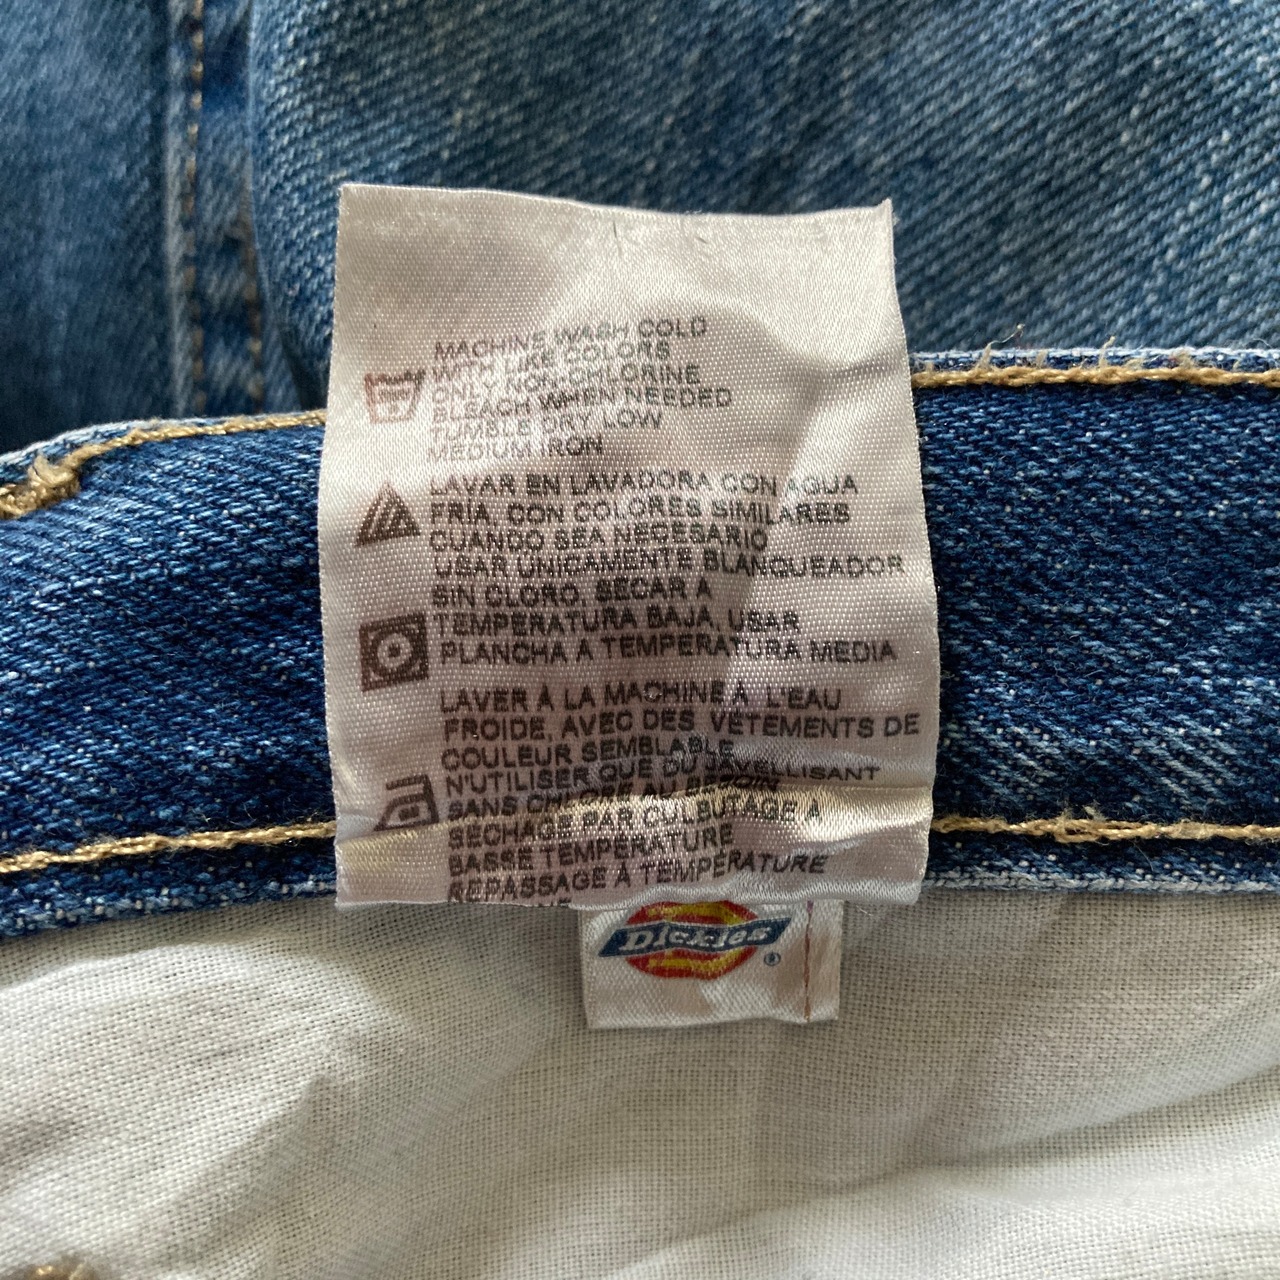 MACHINE WASH COLD
WITH LIKE COLORS
ONLY NON-CHLORINE
BLEACH WHEN NEEDED
TUMBLE DRY LOW
MEDIUM IRON
LAVAR EN LAVADORA CON AGUA
FRÍA, CON COLORES SIMILARES
CUANDO SEA NECESARIO
USAR UNICAMENTE BLANQUEADOR
SIN CLORO, SECAR A
TEMPERATURA BAJA, USAR
PLANCHA A TEMPERATURA MEDIA
LAVER À LA MACHINE À L'EAU
FROIDE, AVEC DES VÊTEMENTS DE
COULEUR SEMBLABLE
N'UTILISER QUE DU JAVELLISANT
SANS CHLORE AU BESOIN
SÉCHAGE PAR CULBUTAGE À
BASSE TEMPÉRATURE
REPASSAGE À TEMPÉRATURE
Dickies®